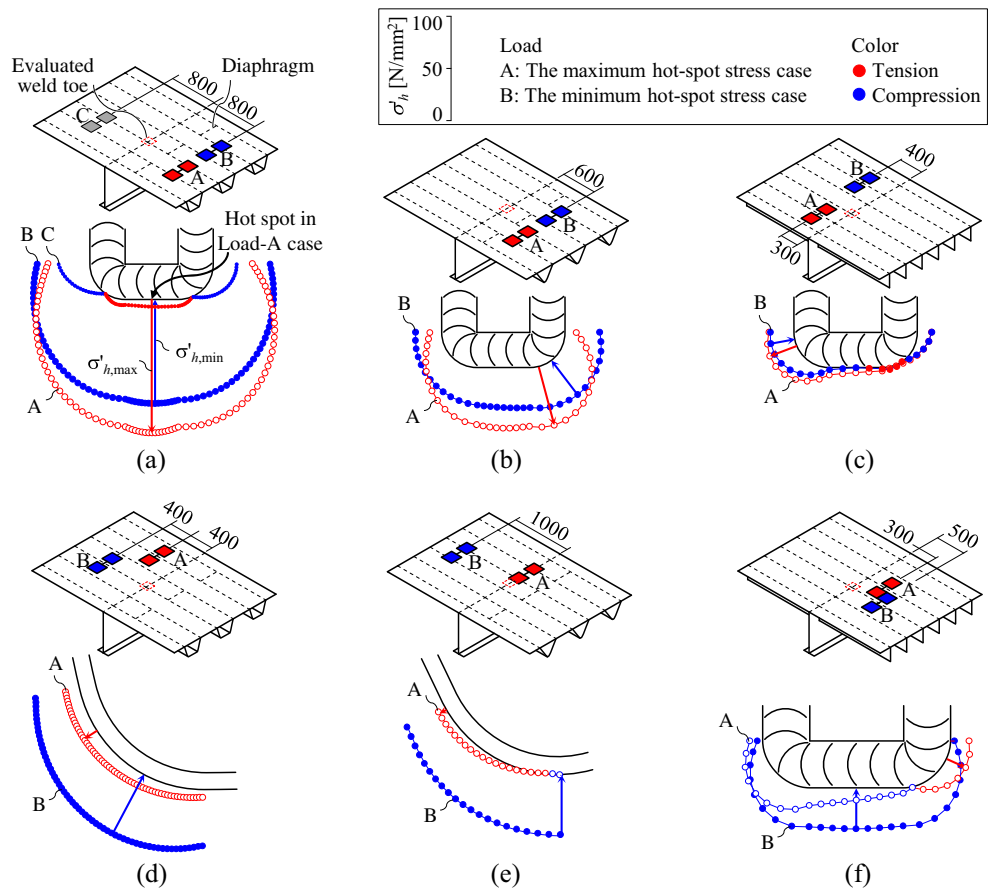 100
50
0
σ'h [N/mm²]
Load
A: The maximum hot-spot stress case
B: The minimum hot-spot stress case
Color
Tension
Compression
Evaluated
weld toe
800
800
Diaphragm
C
B
A
Hot spot in
Load-A case
B C
σ'h,max
σ'h,min
A
(a)
600
B
A
B
A
(b)
400
B
A
300
B
A
(c)
400
400
B
A
A
B
(d)
1000
B
A
A
B
(e)
300
500
A
B
A
B
(f)